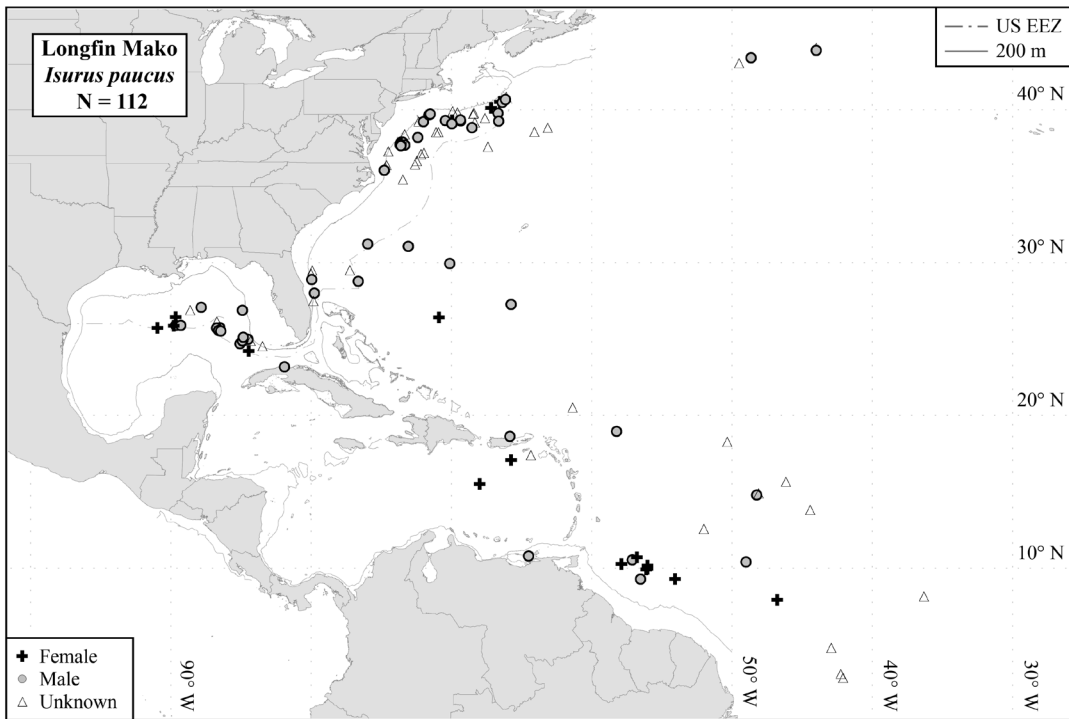 Longfin Mako
Isurus paucus
N = 112
US EEZ
200 m
40° N
30° N
20° N
10° N
Female
Male
Unknown
90° W
50° W
40° W
30° W